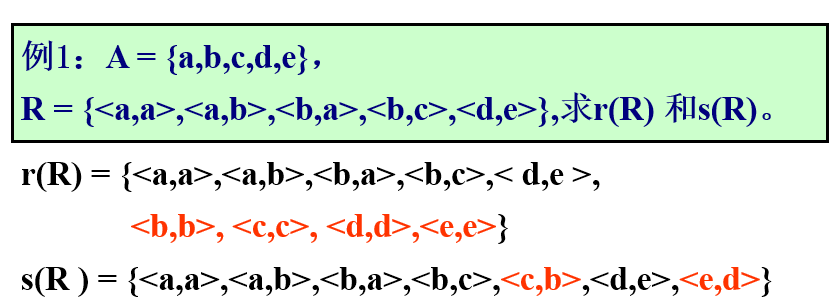 例1：A = {a,b,c,d,e}，
R = {<a,a>,<a,b>,<b,a>,<b,c>,<d,e>},求r(R) 和s(R)。
r(R) = {<a,a>,<a,b>,<b,a>,<b,c>,< d,e >,
<b,b>, <c,c>, <d,d>,<e,e>}
s(R ) = {<a,a>,<a,b>,<b,a>,<b,c>,<c,b>,<d,e>,<e,d>}